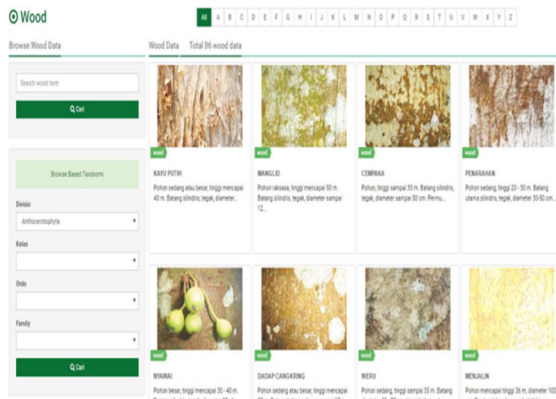 Wood
All A B C D E F G H I J K L M N O P Q R S T U V W X Y Z
Browse Wood Data
Wood Data Total 86 wood data
Search wood here
Cari
Browse Based Taxonomi
Divisio
Anthocerotophyta
Kelas
Ordo
Family
Cari
wood
KAYU PUTIH
Pohon sedang atau besar, tinggi mencapai
40 m. Batang silindris, tegak, diameter...
wood
MANGLID
Pohon raksasa, tinggi mencapai 50 m.
Batang silindris, tegak, diameter sampai
12...
wood
CEMPAKA
Pohon, tinggi sampai 30 m. Batang silindris,
tegak, diameter sampai 50 cm. Permu...
wood
PENARAHAN
Pohon sedang, tinggi 20 - 30 m. Batang
utama silindris, tegak, diameter 30-60 cm...
wood
NYAWAI
Pohon besar, tinggi mencapai 30 - 40 m.
wood
DADAP CANGKRING
Pohon sedang atau besar, tinggi mencapai
wood
WERU
Pohon sedang, tinggi sampai 35 m. Batang
wood
MENJALIN
Pohon mencapai tinggi 36 m, diameter 100